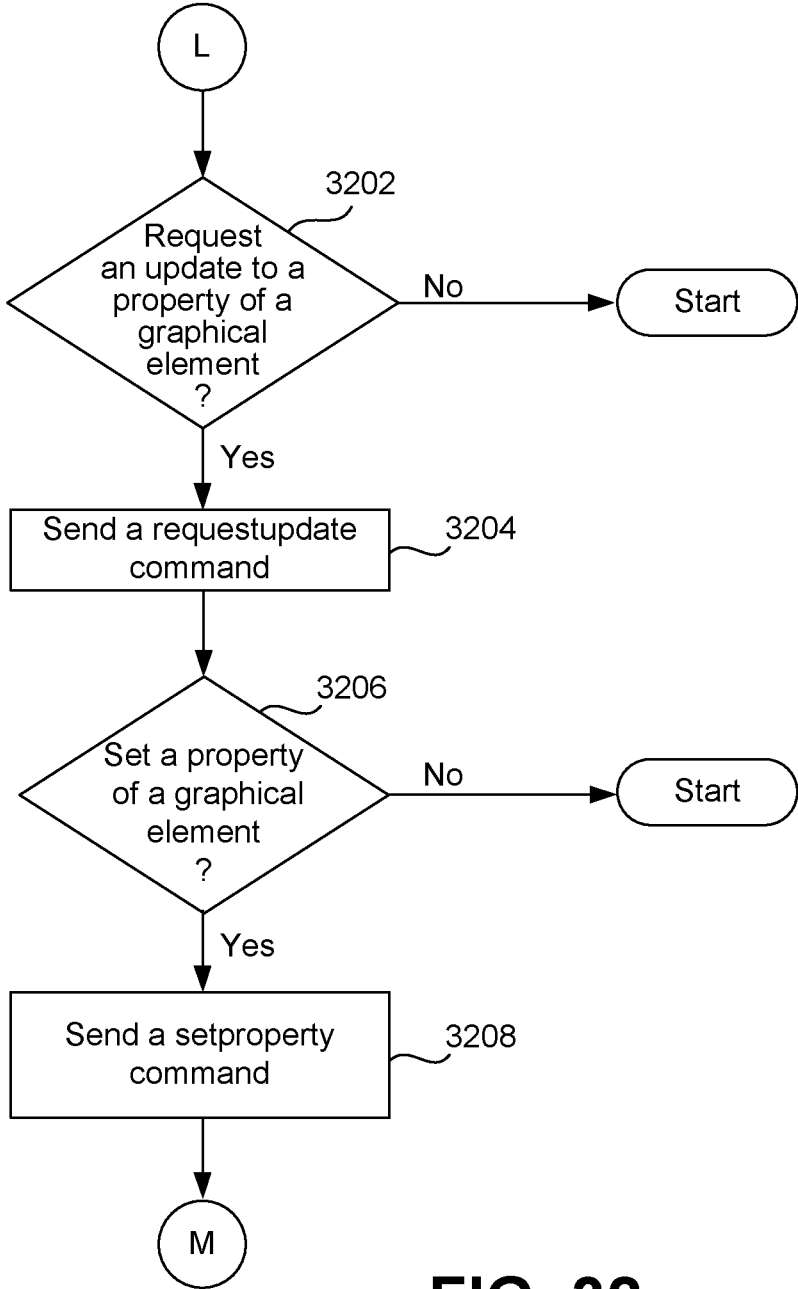 L
3202
Request
an update to a
property of a
graphical
element
?
No
Start
Yes
Send a requestupdate
command
3204
3206
Set a property
of a graphical
element
?
No
Start
Yes
Send a setproperty
command
3208
M
FIG.